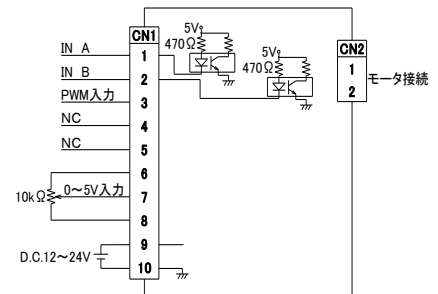 CN1
IN A
1
IN B
2
PWM入力
3
NC
4
NC
5
6
10kΩ
0～5V入力
7
8
9
D.C.12～24V
10
5V
470Ω
5V
470Ω
CN2
1
2
モータ接続